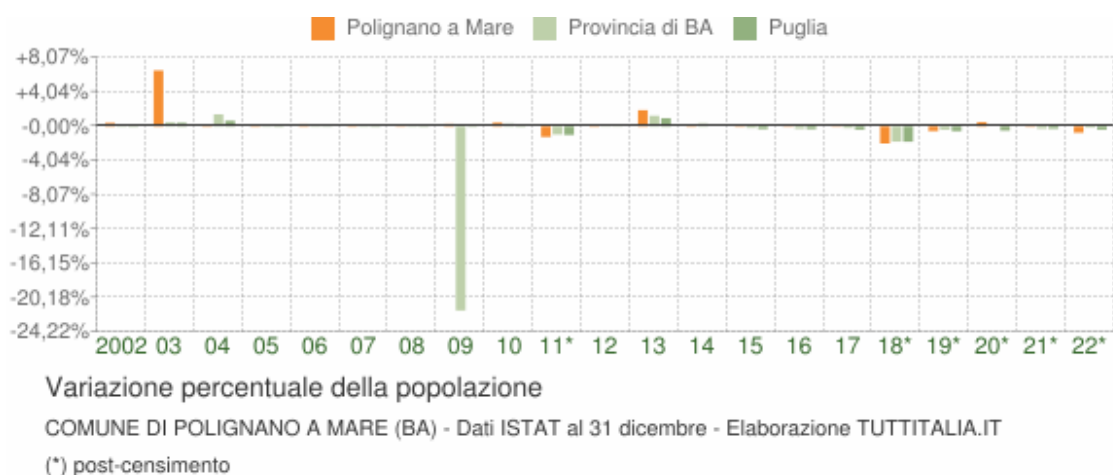 Polignano a Mare Provincia di BA Puglia
+8,07%
+4,04%
-0,00%
-4,04%
-8,07%
-12,11%
-16,15%
-20,18%
-24,22%
2002 03 04 05 06 07 08 09 10 11* 12 13 14 15 16 17 18* 19* 20* 21* 22*
Variazione percentuale della popolazione
COMUNE DI POLIGNANO A MARE (BA) - Dati ISTAT al 31 dicembre - Elaborazione TUTTITALIA.IT
(*) post-censimento